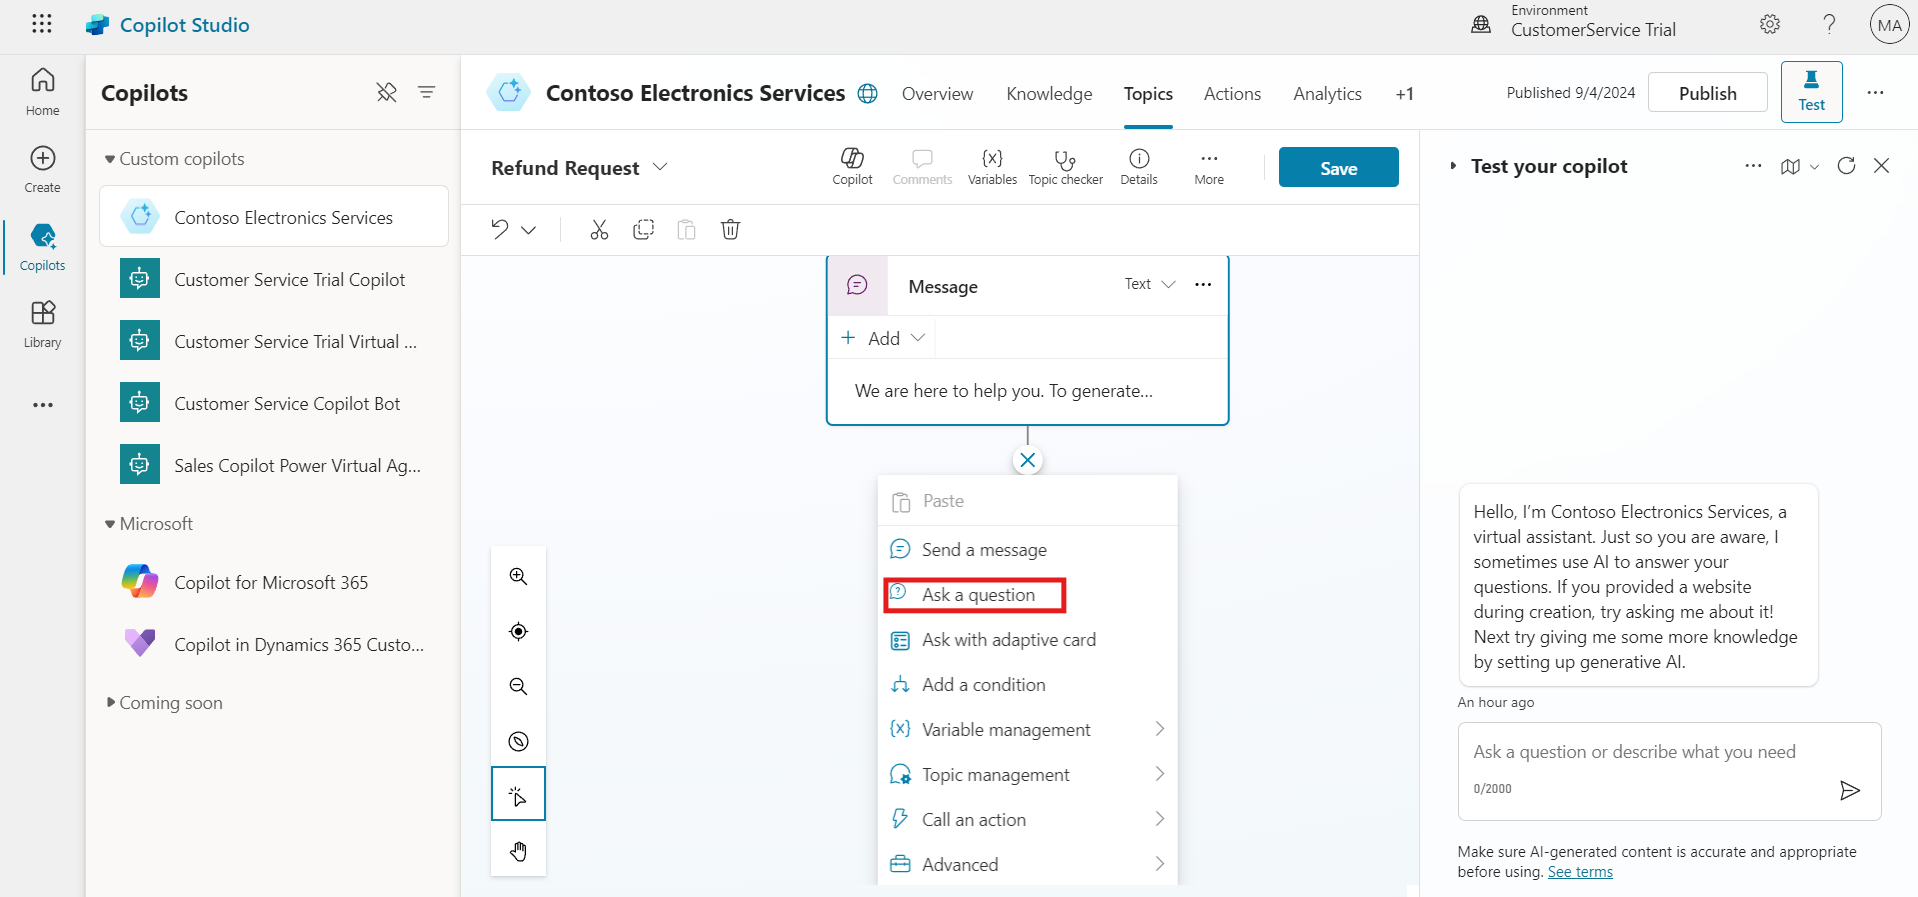 Copilot Studio
Environment
CustomerService Trial
MA
Home
Create
Copilots
Library
Copilots
Custom copilots
Contoso Electronics Services
Customer Service Trial Copilot
Customer Service Trial Virtual ...
Customer Service Copilot Bot
Sales Copilot Power Virtual Ag...
Microsoft
Copilot for Microsoft 365
Copilot in Dynamics 365 Custo...
Coming soon
Contoso Electronics Services
Overview
Knowledge
Topics
Actions
Analytics
+1
Published 9/4/2024
Publish
Test
Refund Request
Copilot
Comments
Variables
Topic checker
Details
More
Save
Message
Text
Add
We are here to help you. To generate...
Paste
Send a message
Ask a question
Ask with adaptive card
Add a condition
Variable management
Topic management
Call an action
Advanced
Test your copilot
Hello, I'm Contoso Electronics Services, a
virtual assistant. Just so you are aware, I
sometimes use AI to answer your
questions. If you provided a website
during creation, try asking me about it!
Next try giving me some more knowledge
by setting up generative AI.
An hour ago
Ask a question or describe what you need
0/2000
Make sure AI-generated content is accurate and appropriate
before using. See terms